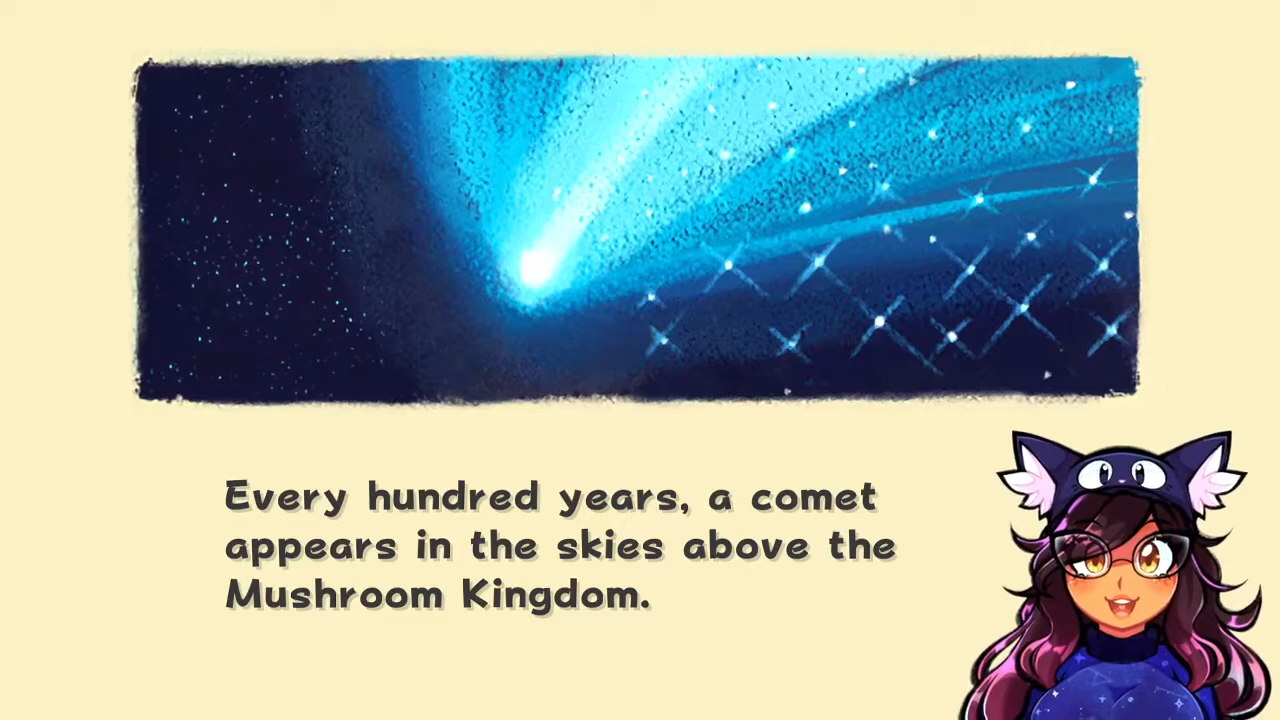 Every hundred years, a comet
appears in the skies above the
Mushroom Kingdom.